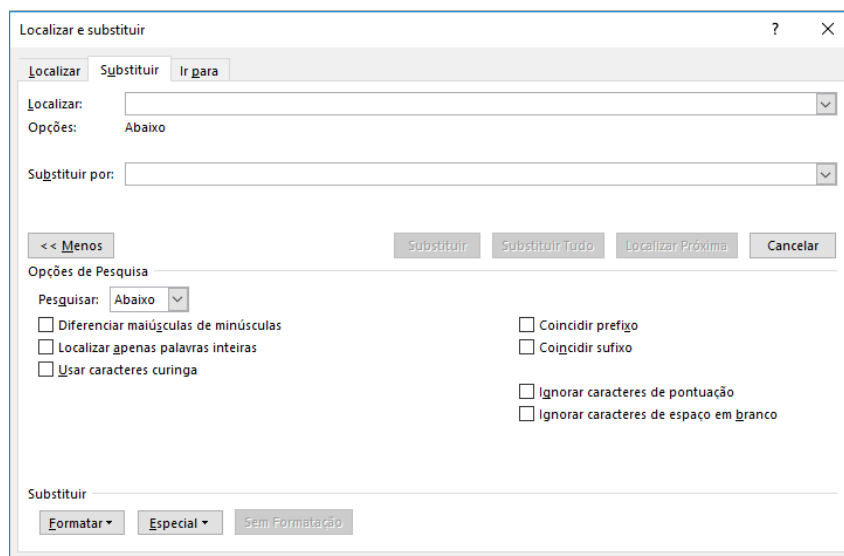 Localizar e substituir ?
Localizar Substituir Ir para
Localizar:
Opções: Abaixo
Substituir por:
<< Menos Substituir Substituir Tudo Localizar Próxima Cancelar
Opções de Pesquisa
Pesquisar: Abaixo
Diferenciar maiúsculas de minúsculas Coincidir prefixo
Localizar apenas palavras inteiras Coincidir sufixo
Usar caracteres curinga
Ignorar caracteres de pontuação
Ignorar caracteres de espaço em branco
Substituir
Formatar Especial Sem Formatação